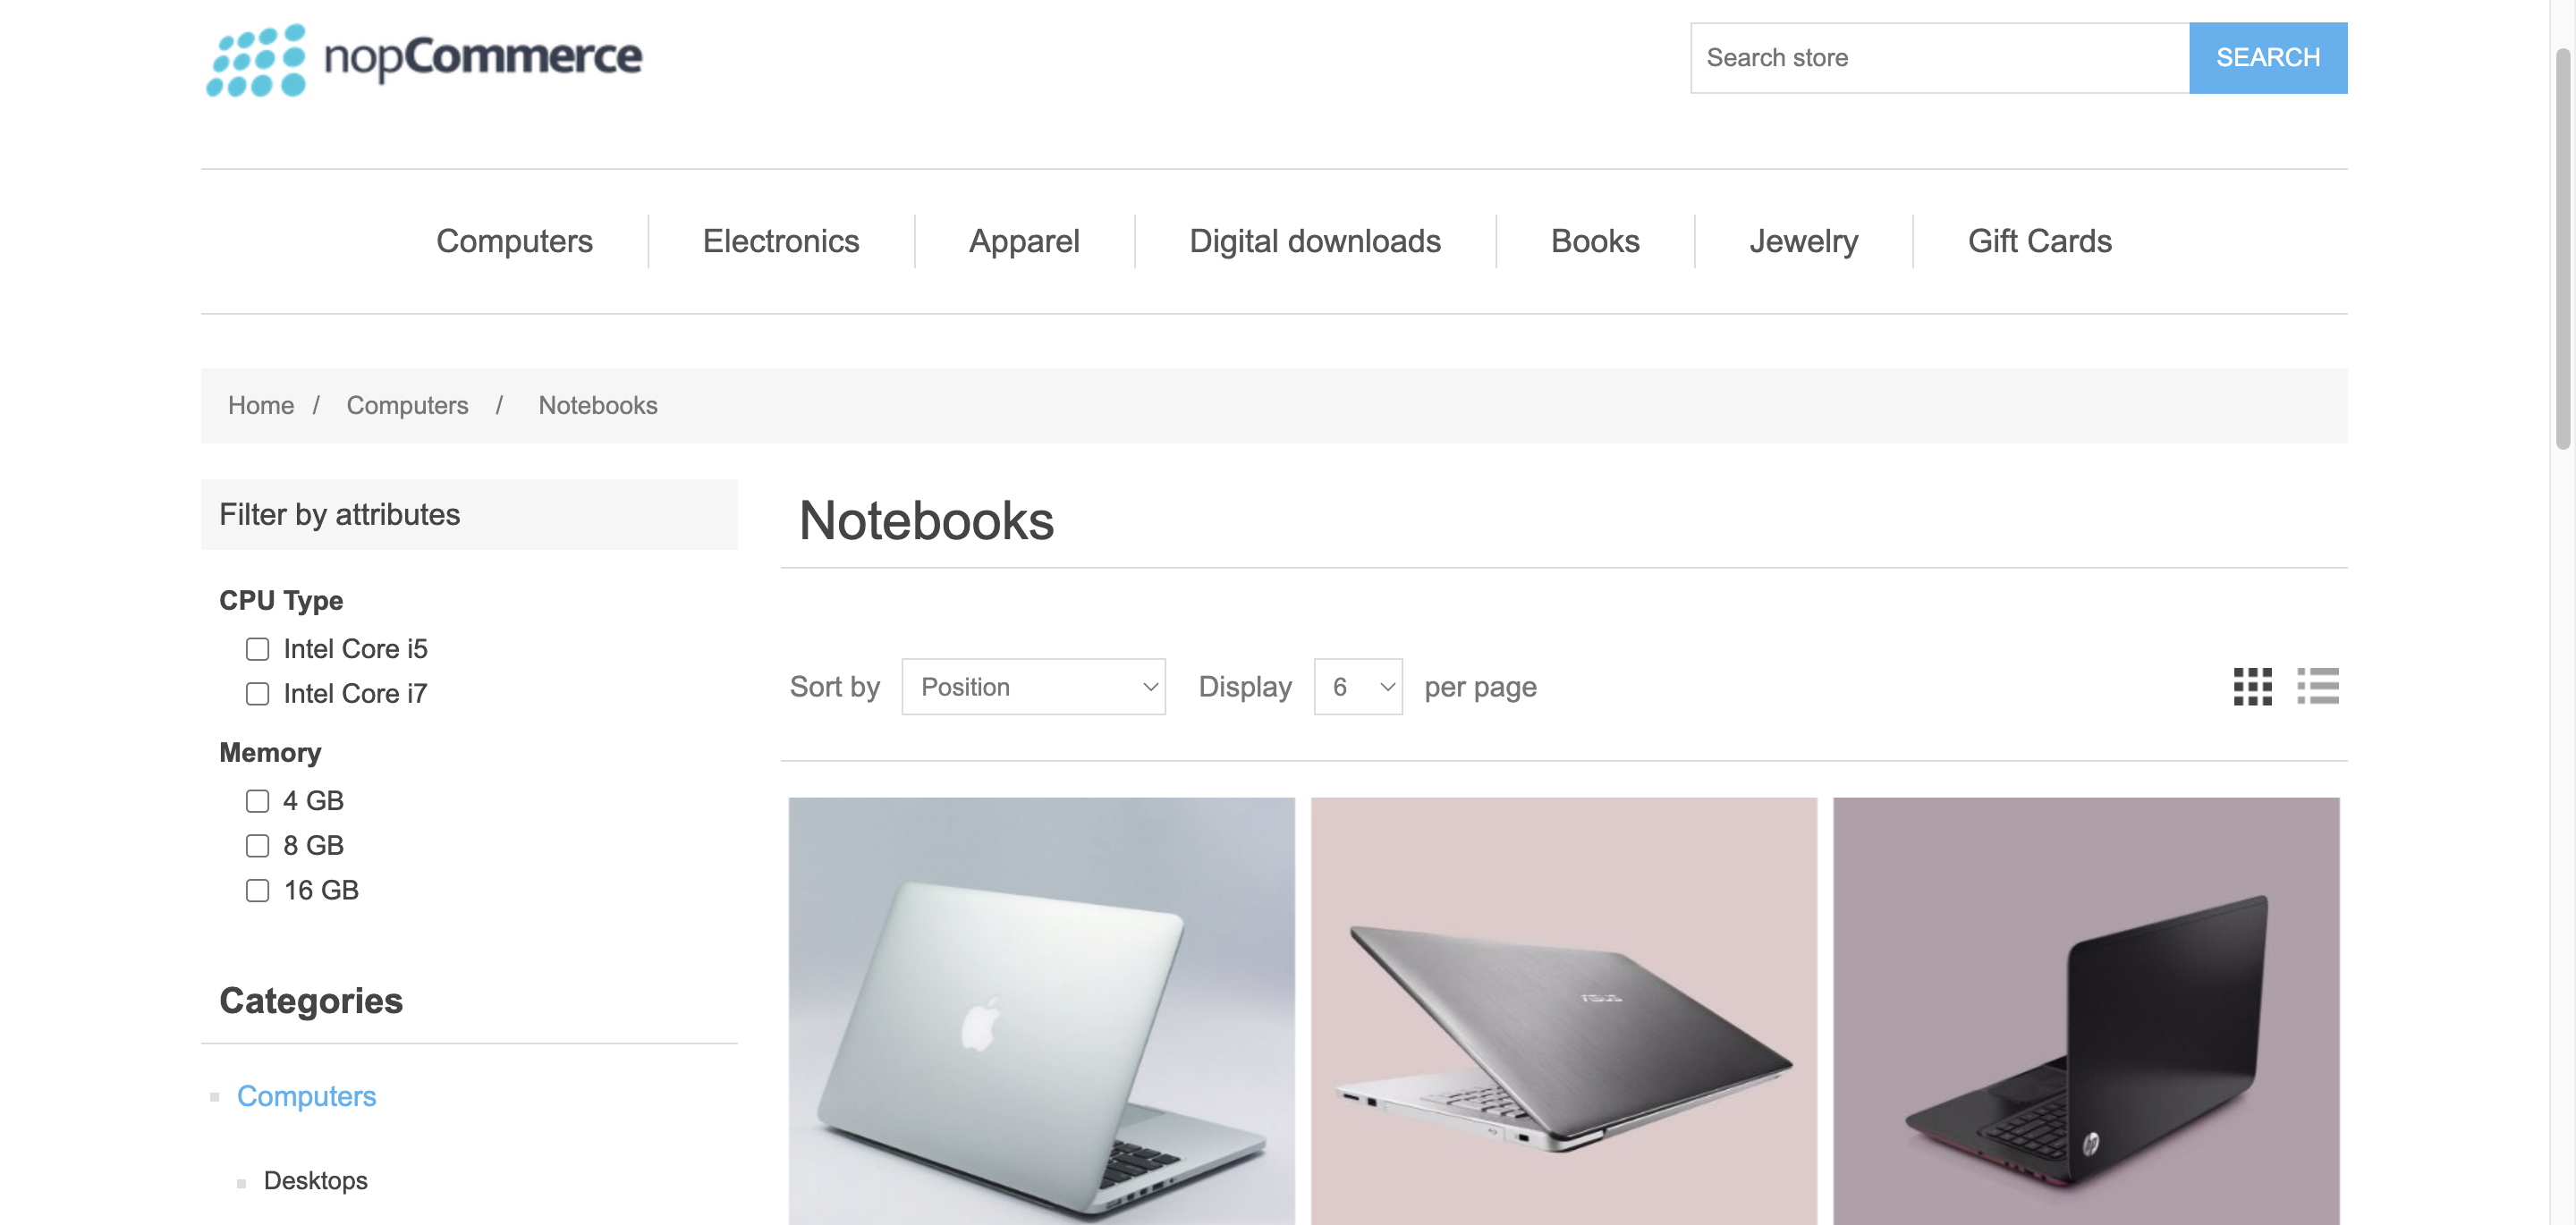 nopCommerce
Search store
SEARCH
Computers
Electronics
Apparel
Digital downloads
Books
Jewelry
Gift Cards
Home / Computers / Notebooks
Filter by attributes
CPU Type
Intel Core i5
Intel Core i7
Memory
4 GB
8 GB
16 GB
Categories
Computers
Desktops
Notebooks
Sort by Position Display 6 per page
ASUS
hp